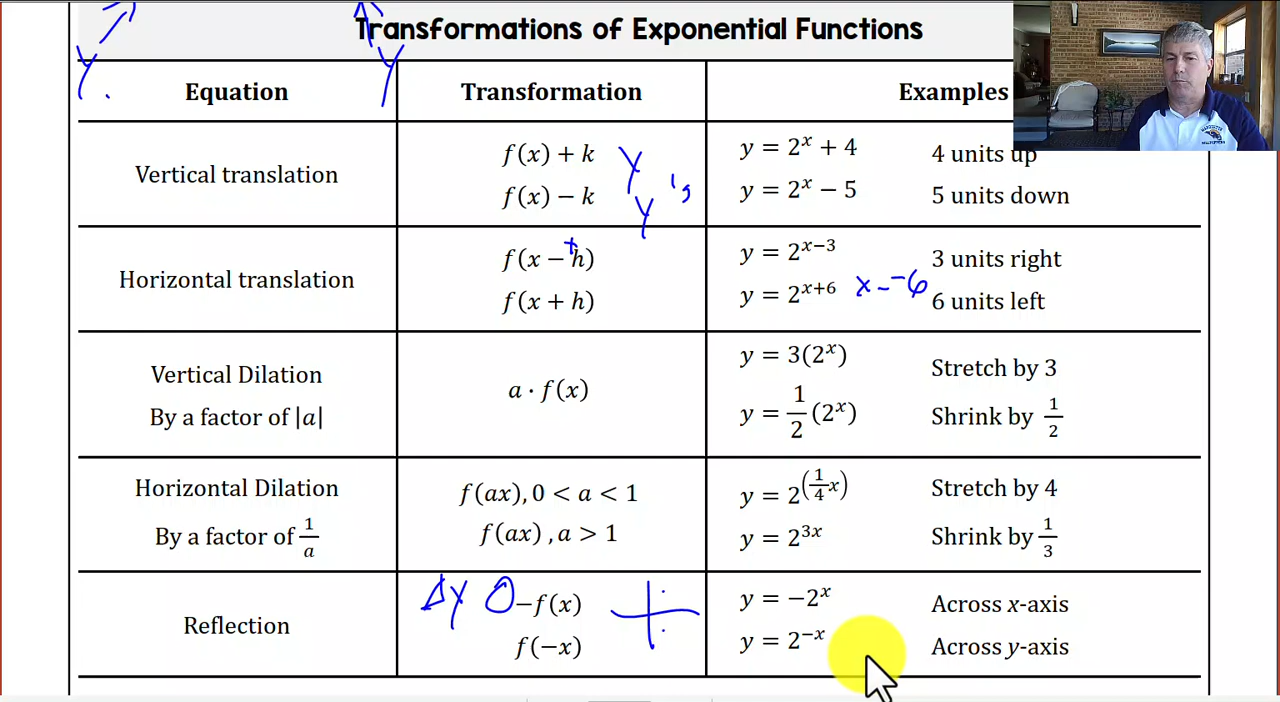 Transformations of Exponential Functions
Y
Y
Equation Transformation Examples
Vertical translation
f(x) + k
f(x) − k
Y
Y
's
y = 2^x + 4 4 units up
y = 2^x − 5 5 units down
Horizontal translation
f(x − h)
+
f(x + h)
y = 2^{x−3} 3 units right
y = 2^{x+6} 6 units left
x - -6
Vertical Dilation
By a factor of |a|
a · f(x)
y = 3(2^x) Stretch by 3
y = 1/2 (2^x) Shrink by 1/2
Horizontal Dilation
By a factor of 1/a
f(ax), 0 < a < 1
f(ax) , a > 1
y = 2^{(1/4 x)} Stretch by 4
y = 2^{3x} Shrink by 1/3
Reflection
Δy
−f(x)
f(−x)
y = −2^x Across x-axis
y = 2^{−x} Across y-axis